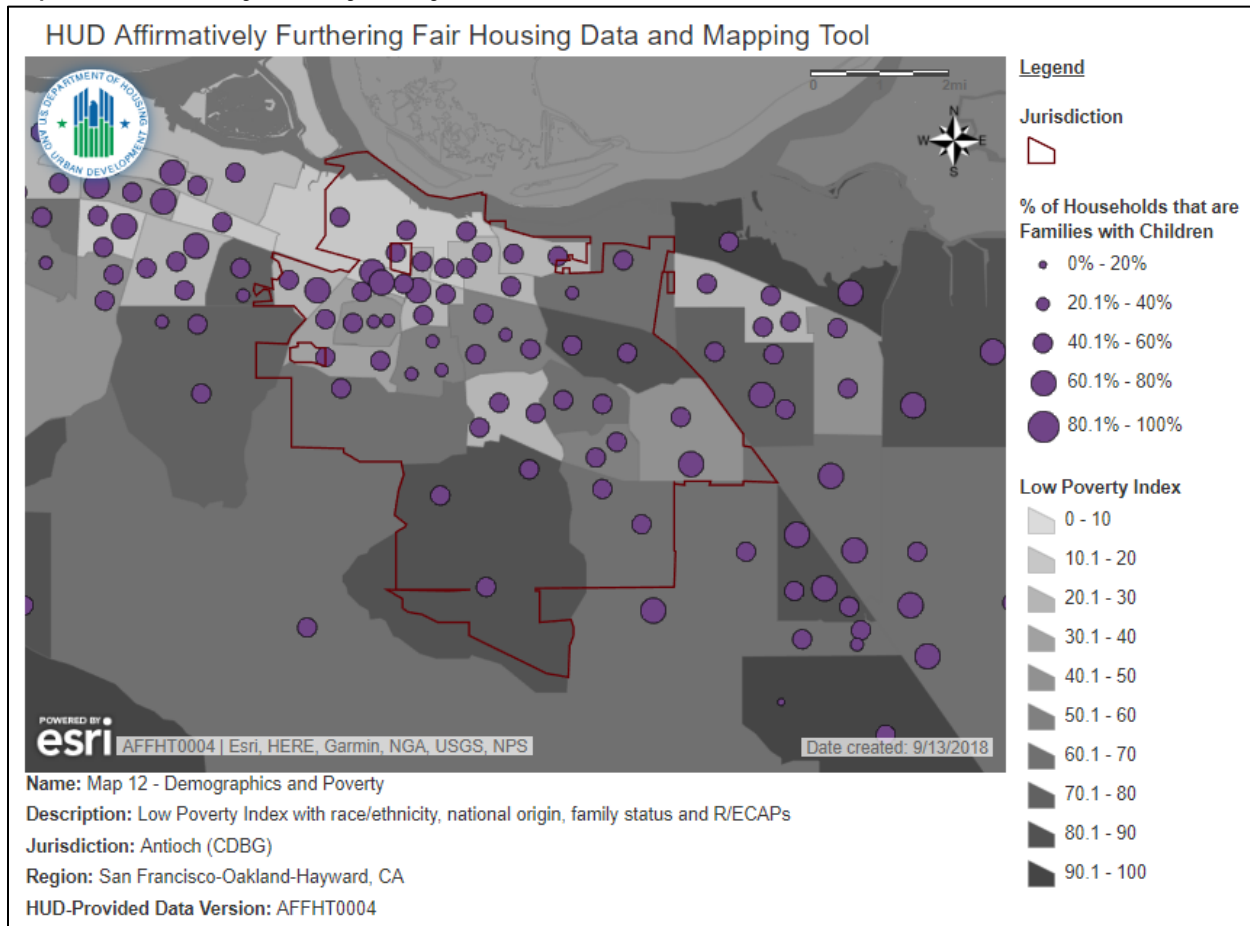 HUD Affirmatively Furthering Fair Housing Data and Mapping Tool
U.S. DEPARTMENT OF HOUSING
AND URBAN DEVELOPMENT
0 1 2mi
N
W E
S
POWERED BY
esri
AFFHT0004 | Esri, HERE, Garmin, NGA, USGS, NPS
Date created: 9/13/2018
Legend
Jurisdiction
% of Households that are
Families with Children
0% - 20%
20.1% - 40%
40.1% - 60%
60.1% - 80%
80.1% - 100%
Low Poverty Index
0 - 10
10.1 - 20
20.1 - 30
30.1 - 40
40.1 - 50
50.1 - 60
60.1 - 70
70.1 - 80
80.1 - 90
90.1 - 100
Name: Map 12 - Demographics and Poverty
Description: Low Poverty Index with race/ethnicity, national origin, family status and R/ECAPs
Jurisdiction: Antioch (CDBG)
Region: San Francisco-Oakland-Hayward, CA
HUD-Provided Data Version: AFFHT0004